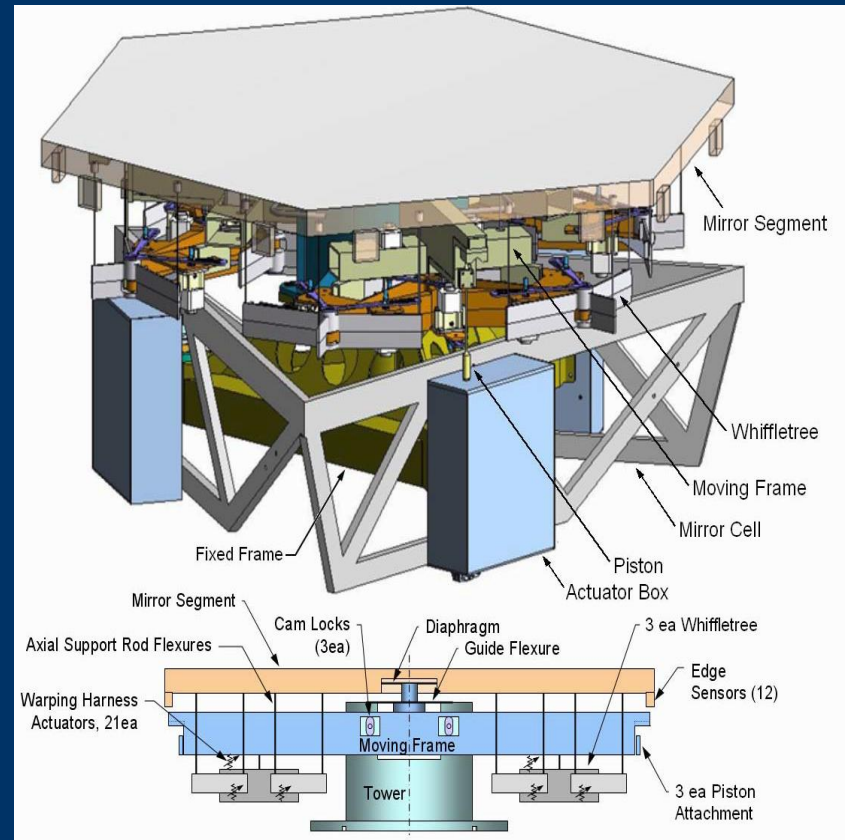 Mirror Segment
Whiffletree
Moving Frame
Mirror Cell
Fixed Frame
Piston
Actuator Box
Mirror Segment
Cam Locks
(3ea)
Diaphragm
Guide Flexure
3 ea Whiffletree
Axial Support Rod Flexures
Edge
Sensors (12)
Warping Harness
Actuators, 21ea
Moving Frame
Tower
3 ea Piston
Attachment